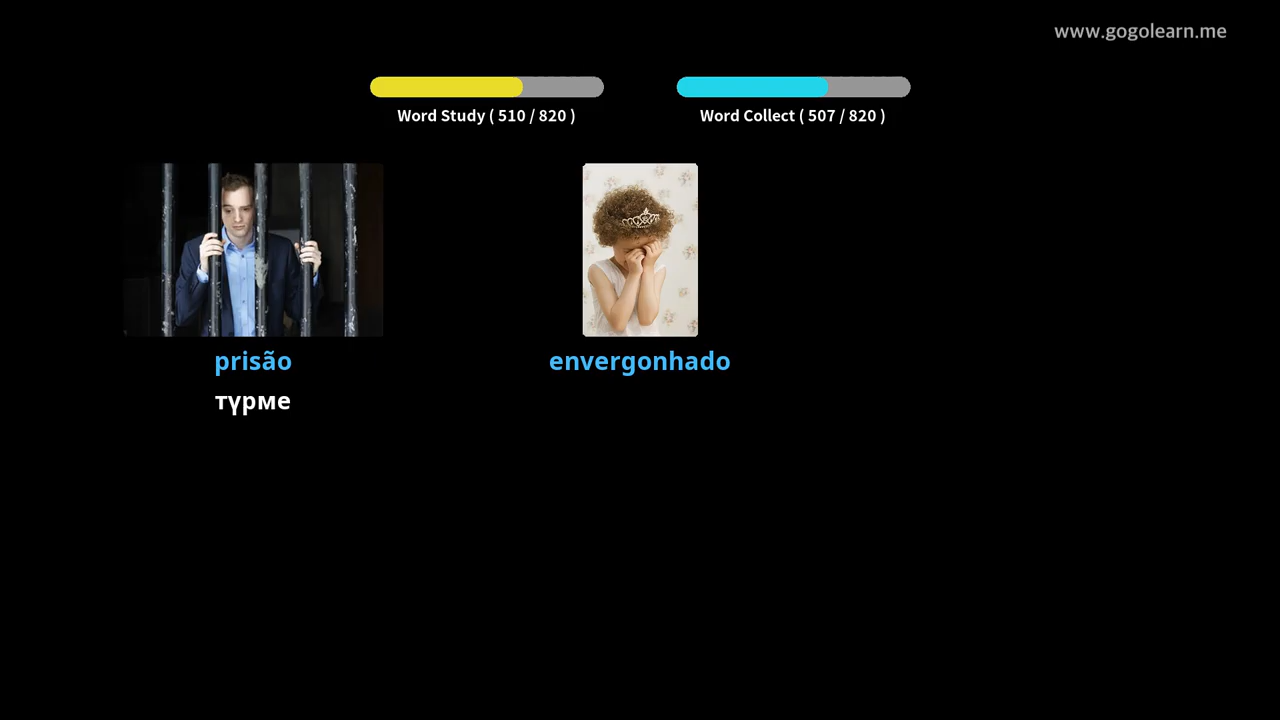 www.gogolearn.me
Word Study ( 510 / 820 )
Word Collect ( 507 / 820 )
prisão
envergonhado
түрме